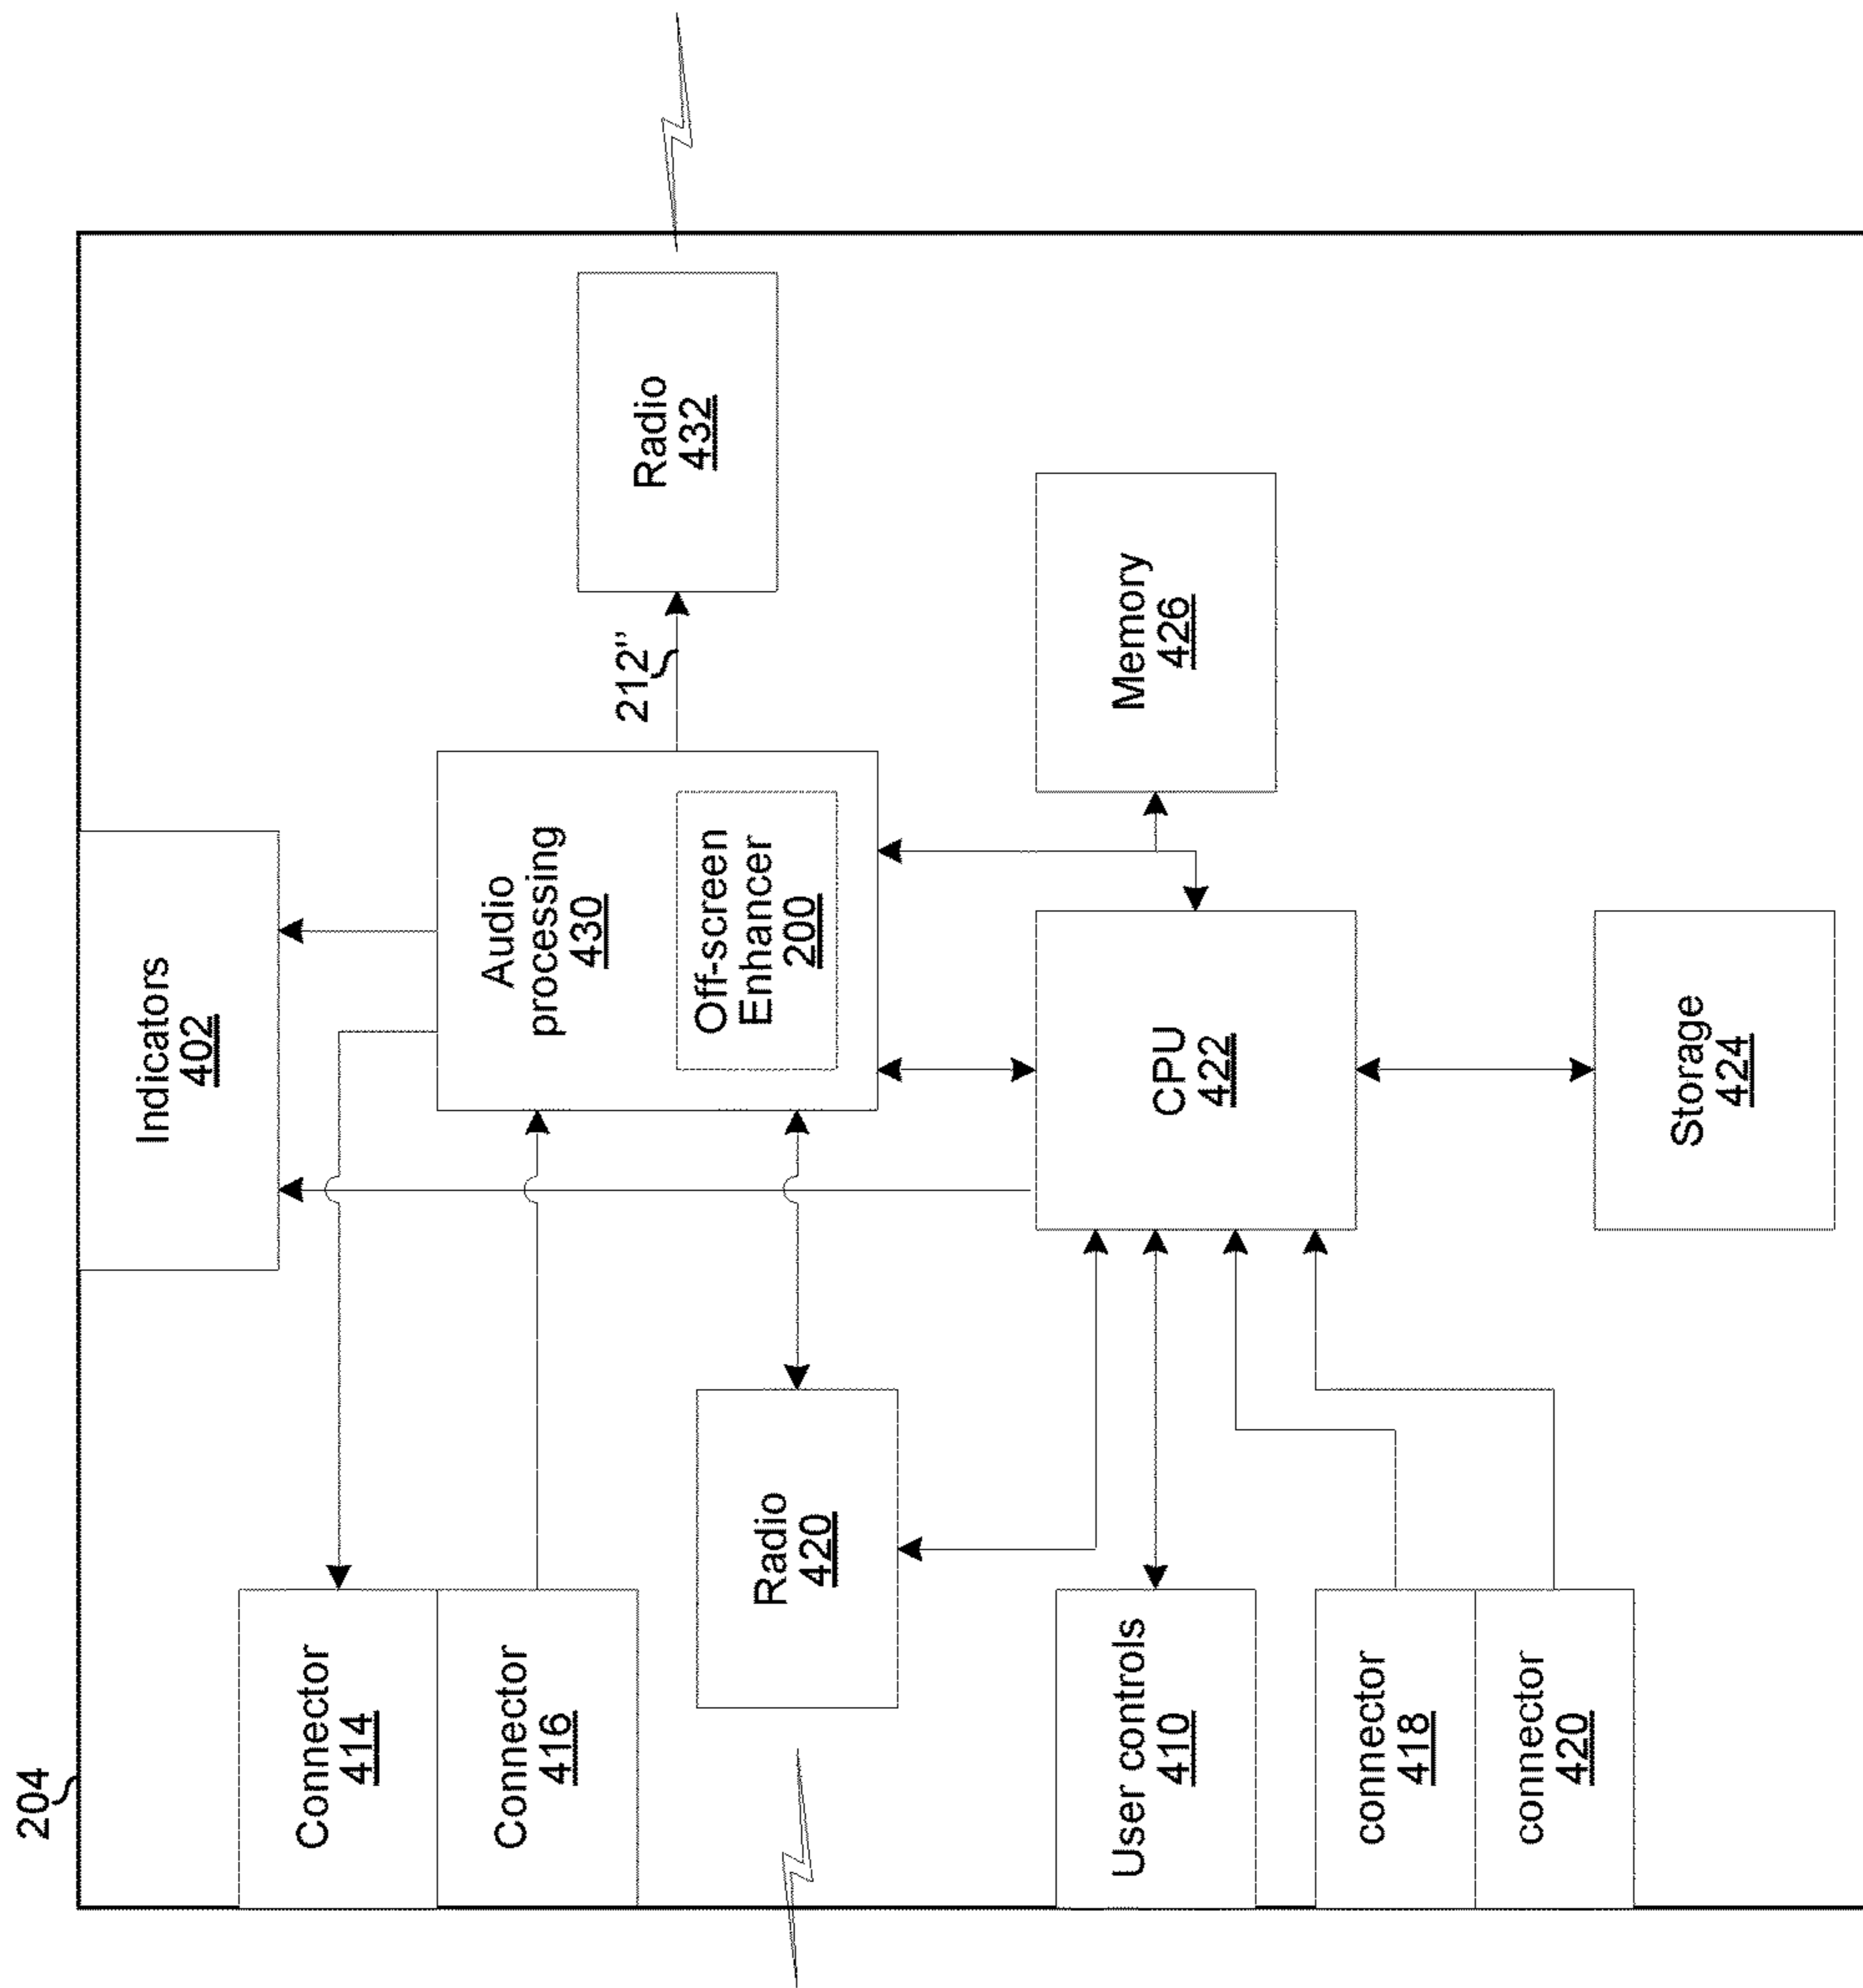 204
Indicators
402
Connector
414
Connector
416
Audio
processing
430
Off-screen
Enhancer
200
212"
Radio
432
Radio
420
User controls
410
CPU
422
Memory
426
connector
418
connector
420
Storage
424